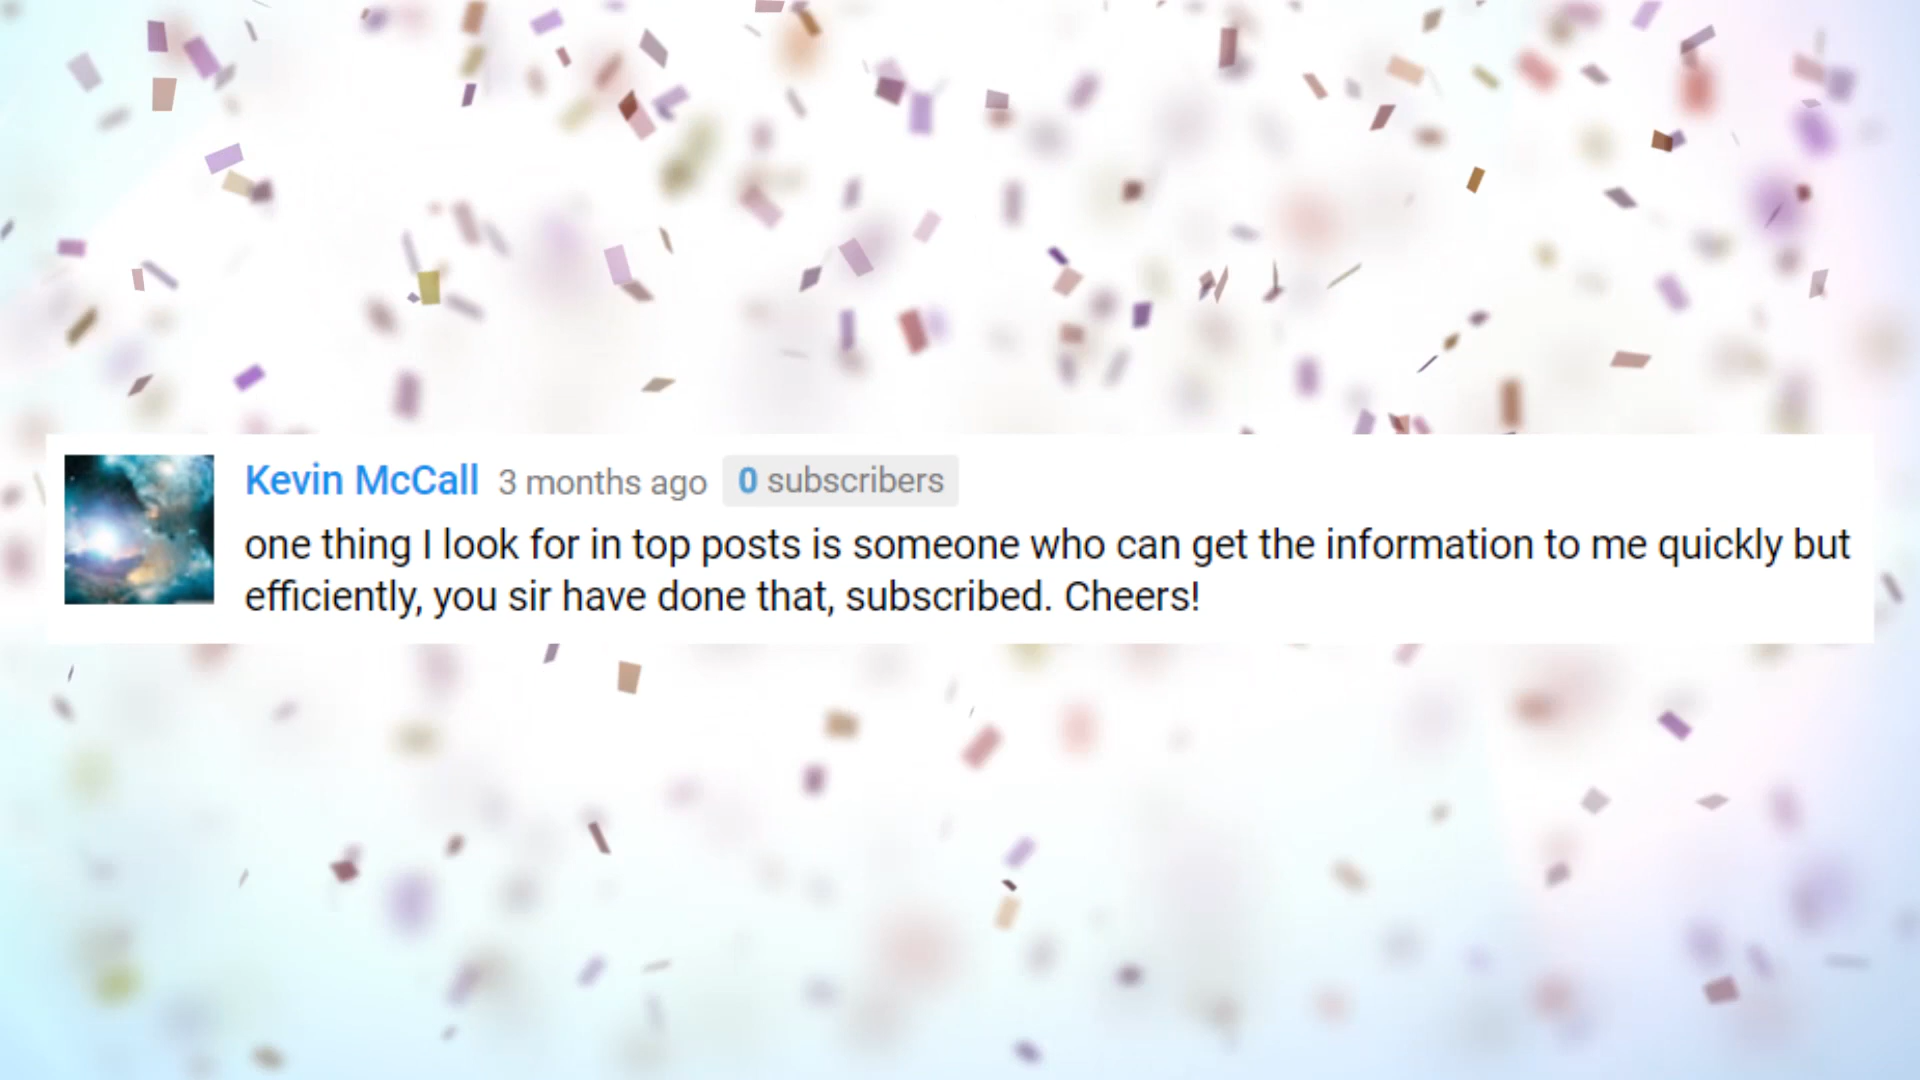 Kevin McCall 3 months ago 0 subscribers
one thing I look for in top posts is someone who can get the information to me quickly but
efficiently, you sir have done that, subscribed. Cheers!